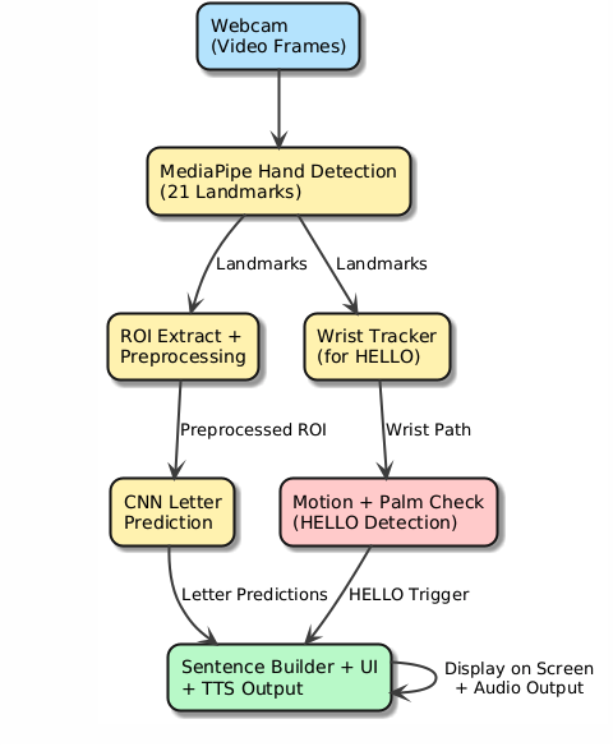 Webcam
(Video Frames)
MediaPipe Hand Detection
(21 Landmarks)
Landmarks
Landmarks
ROI Extract +
Preprocessing
Wrist Tracker
(for HELLO)
Preprocessed ROI
Wrist Path
CNN Letter
Prediction
Motion + Palm Check
(HELLO Detection)
Letter Predictions
HELLO Trigger
Sentence Builder + UI
+ TTS Output
Display on Screen
+ Audio Output